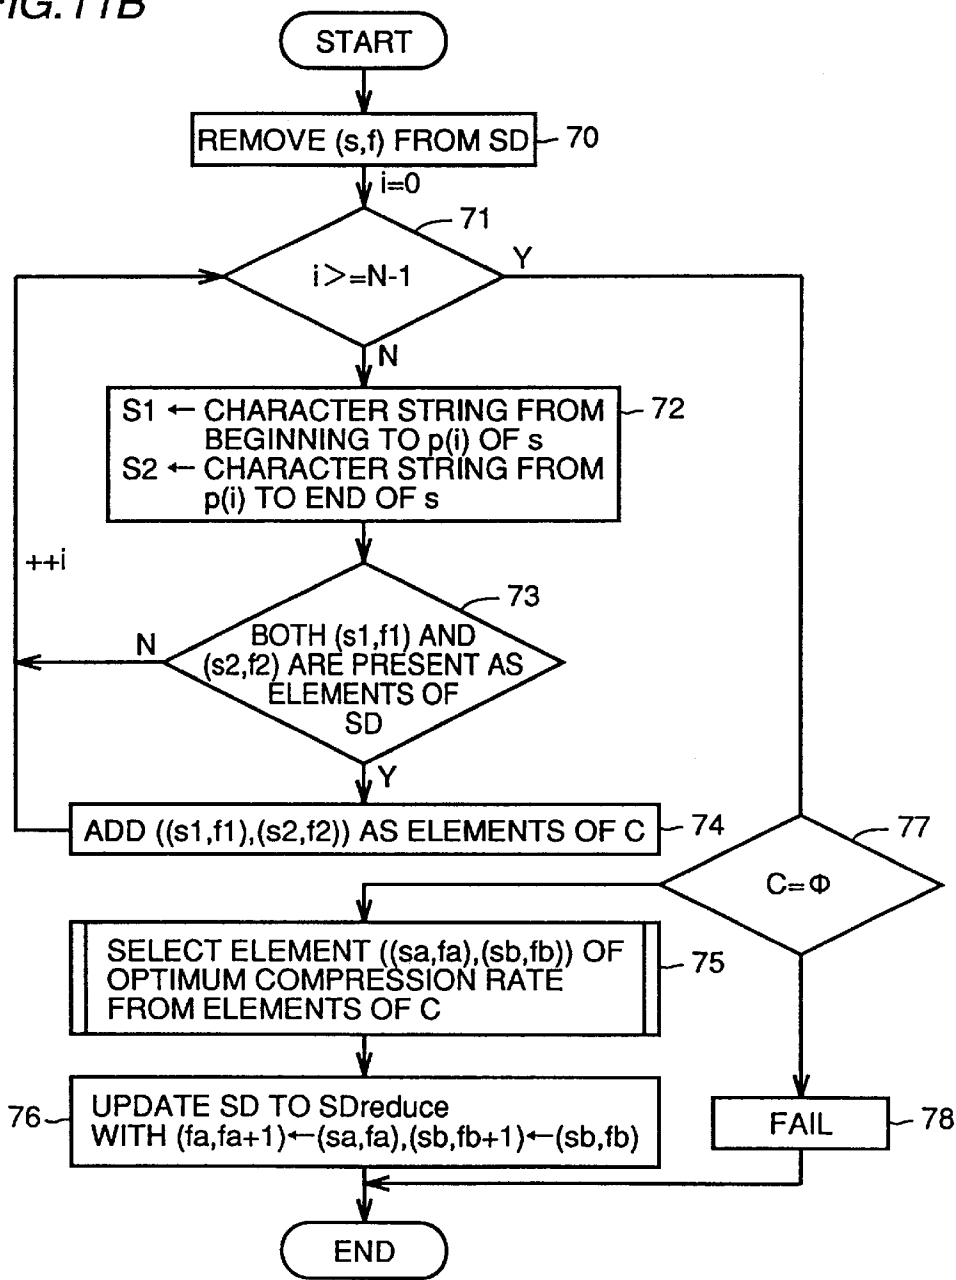 FIG.11B
START
REMOVE (s,f) FROM SD
70
i=0
71
i>=N-1
Y
N
S1 ← CHARACTER STRING FROM
BEGINNING TO p(i) OF s
S2 ← CHARACTER STRING FROM
p(i) TO END OF s
72
++i
73
N
BOTH (s1,f1) AND
(s2,f2) ARE PRESENT AS
ELEMENTS OF
SD
Y
ADD ((s1,f1),(s2,f2)) AS ELEMENTS OF C
74
77
C=Φ
SELECT ELEMENT ((sa,fa),(sb,fb)) OF
OPTIMUM COMPRESSION RATE
FROM ELEMENTS OF C
75
76
UPDATE SD TO SDreduce
WITH (fa,fa+1)←(sa,fa),(sb,fb+1)←(sb,fb)
FAIL
78
END